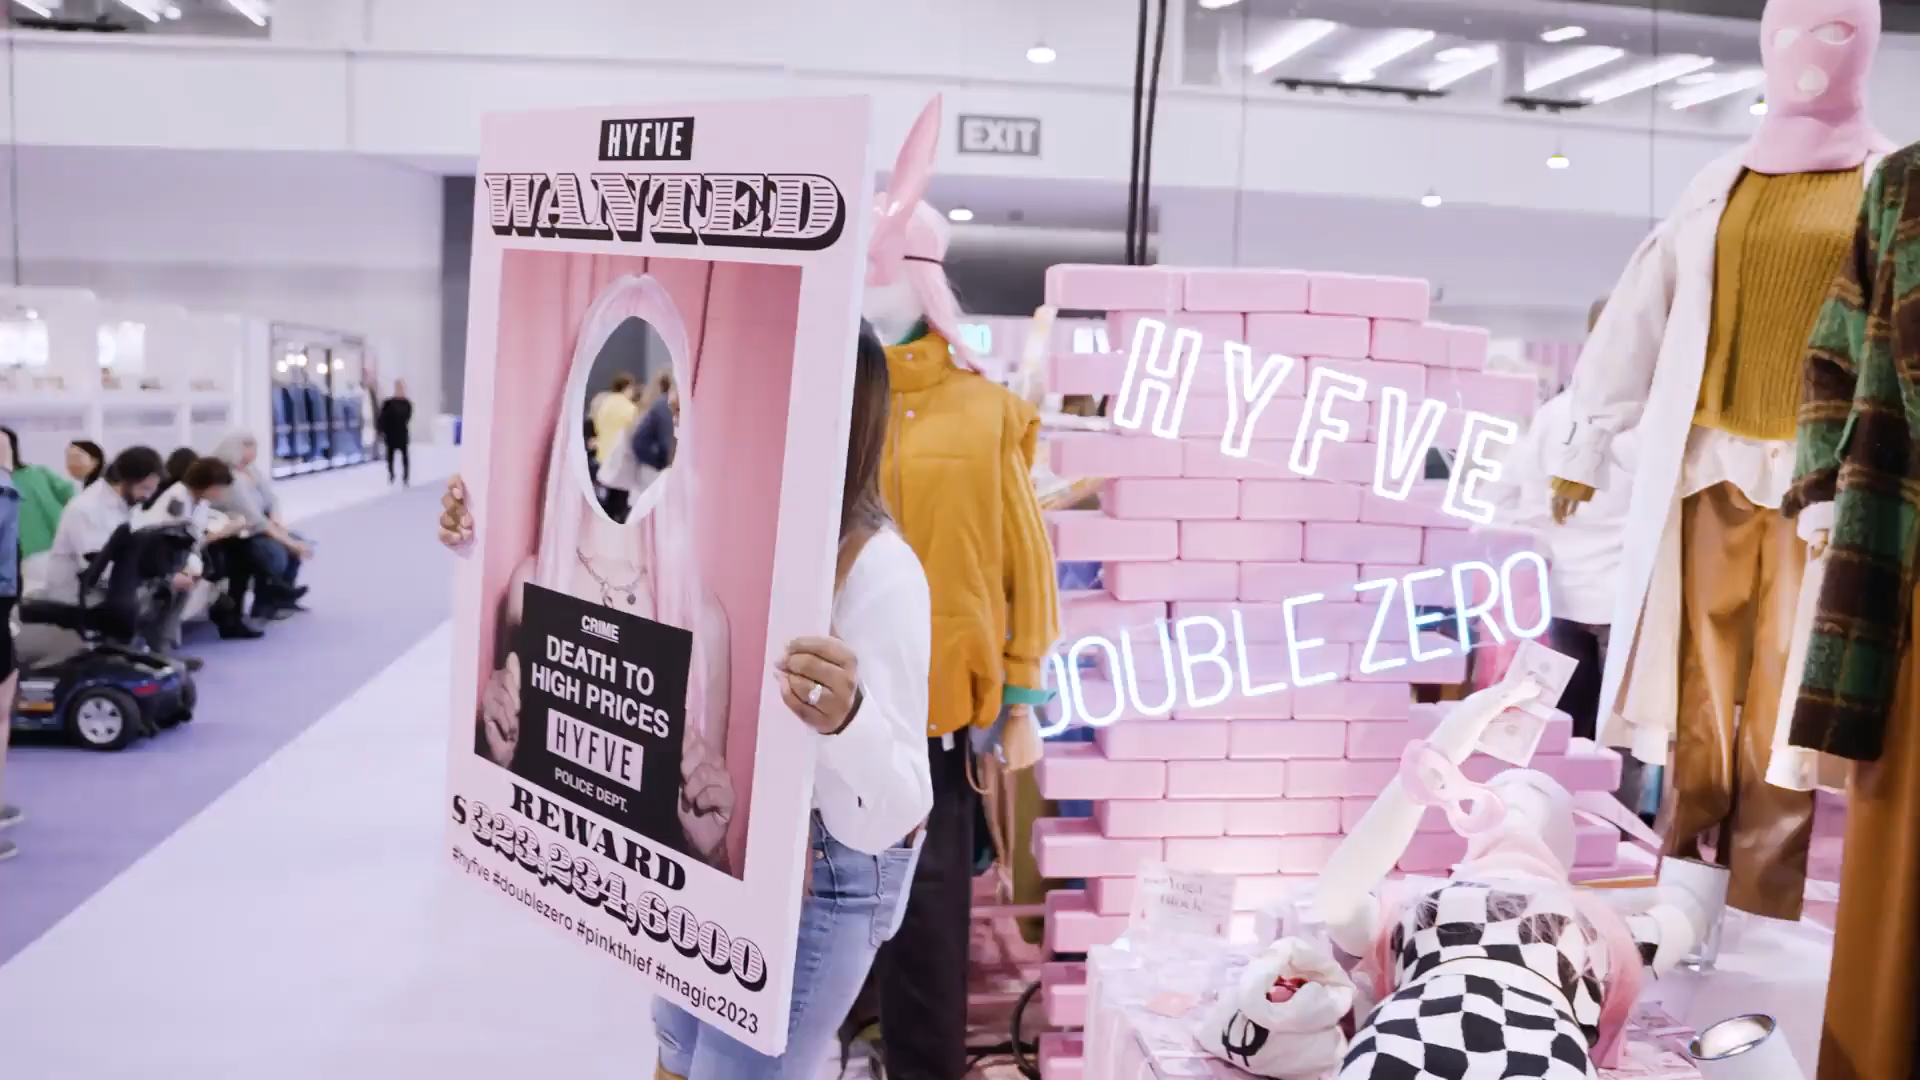 HYFVE
WANTED
CRIME
DEATH TO
HIGH PRICES
HYFVE
POLICE DEPT.
REWARD
$323,234,6000
#hyfve #doublezero #pinkthief #magic2023
EXIT
HYFVE
DOUBLE ZERO